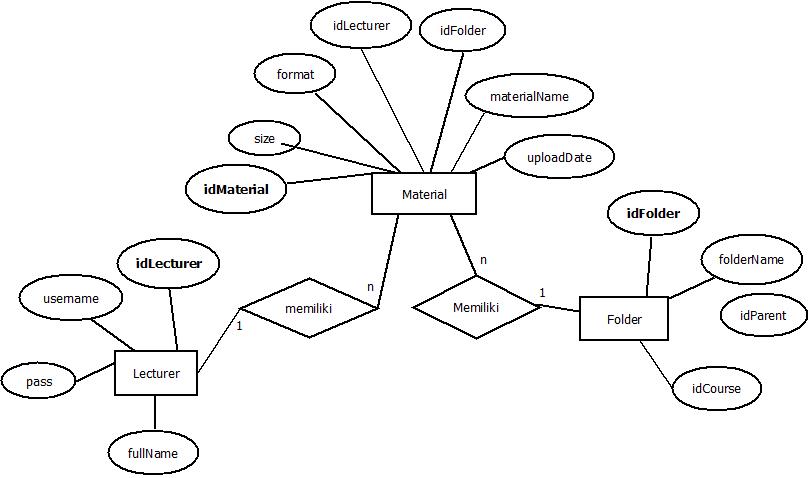 idLecturer
idFolder
format
materialName
size
uploadDate
idMaterial
Material
idFolder
idLecturer
folderName
username
n
n
memiliki
1
Memiliki
1
Folder
idParent
Lecturer
pass
idCourse
fullName